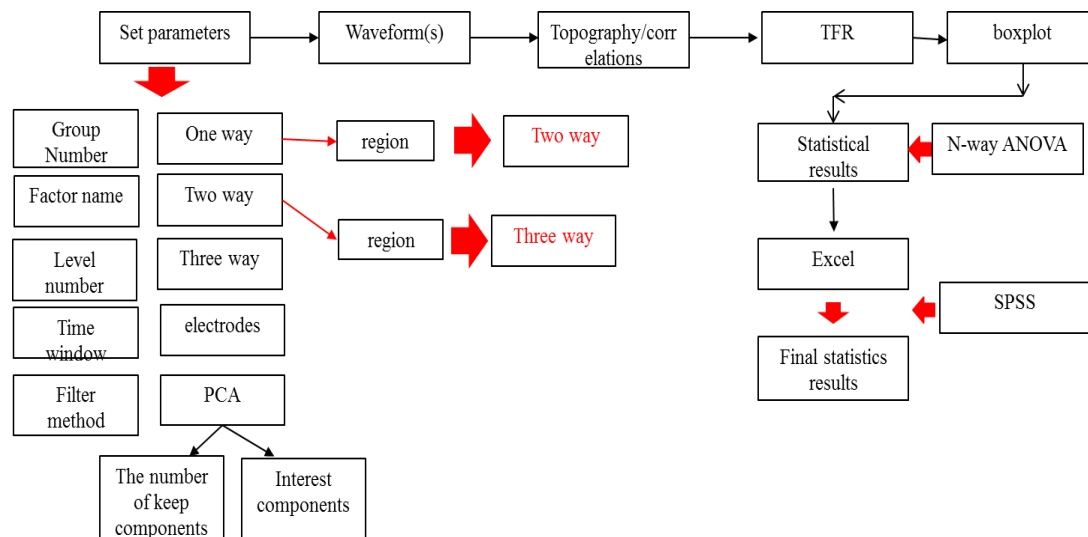 Set parameters
Waveform(s)
Topography/corr
elations
TFR
boxplot
Group
Number
One way
region
Two way
Statistical
results
N-way ANOVA
Factor name
Two way
region
Three way
Level
number
Three way
Excel
Time
window
electrodes
SPSS
Final statistics
results
Filter
method
PCA
The number
of keep
components
Interest
components